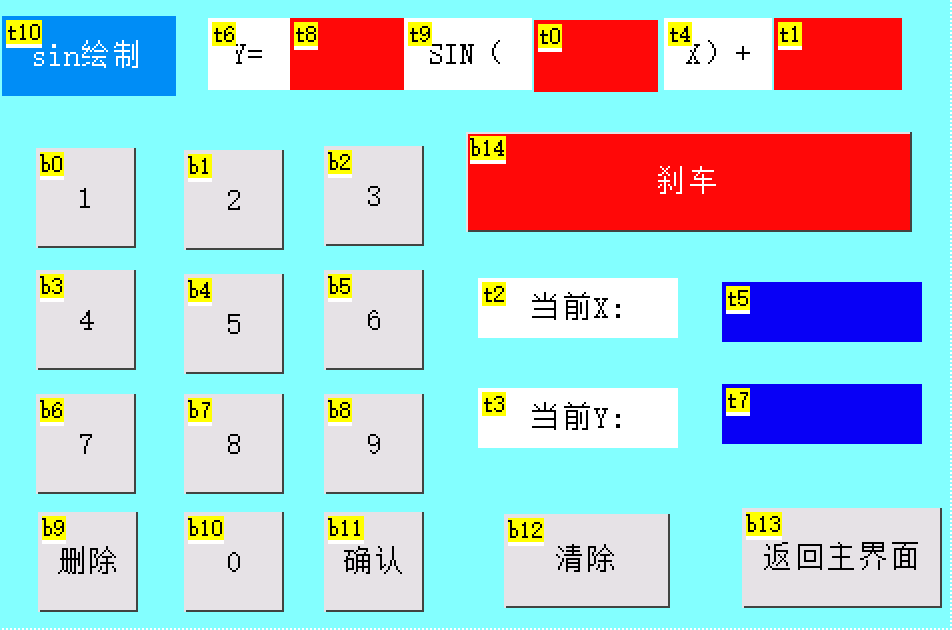 t10 sin绘制
t6 Y= t8 t9 SIN（ t0 t4 X）+ t1
b0 1 b1 2 b2 3
b14 刹车
b3 4 b4 5 b5 6
t2 当前X: t5
b6 7 b7 8 b8 9
t3 当前Y: t7
b9 删除 b10 0 b11 确认
b12 清除 b13 返回主界面